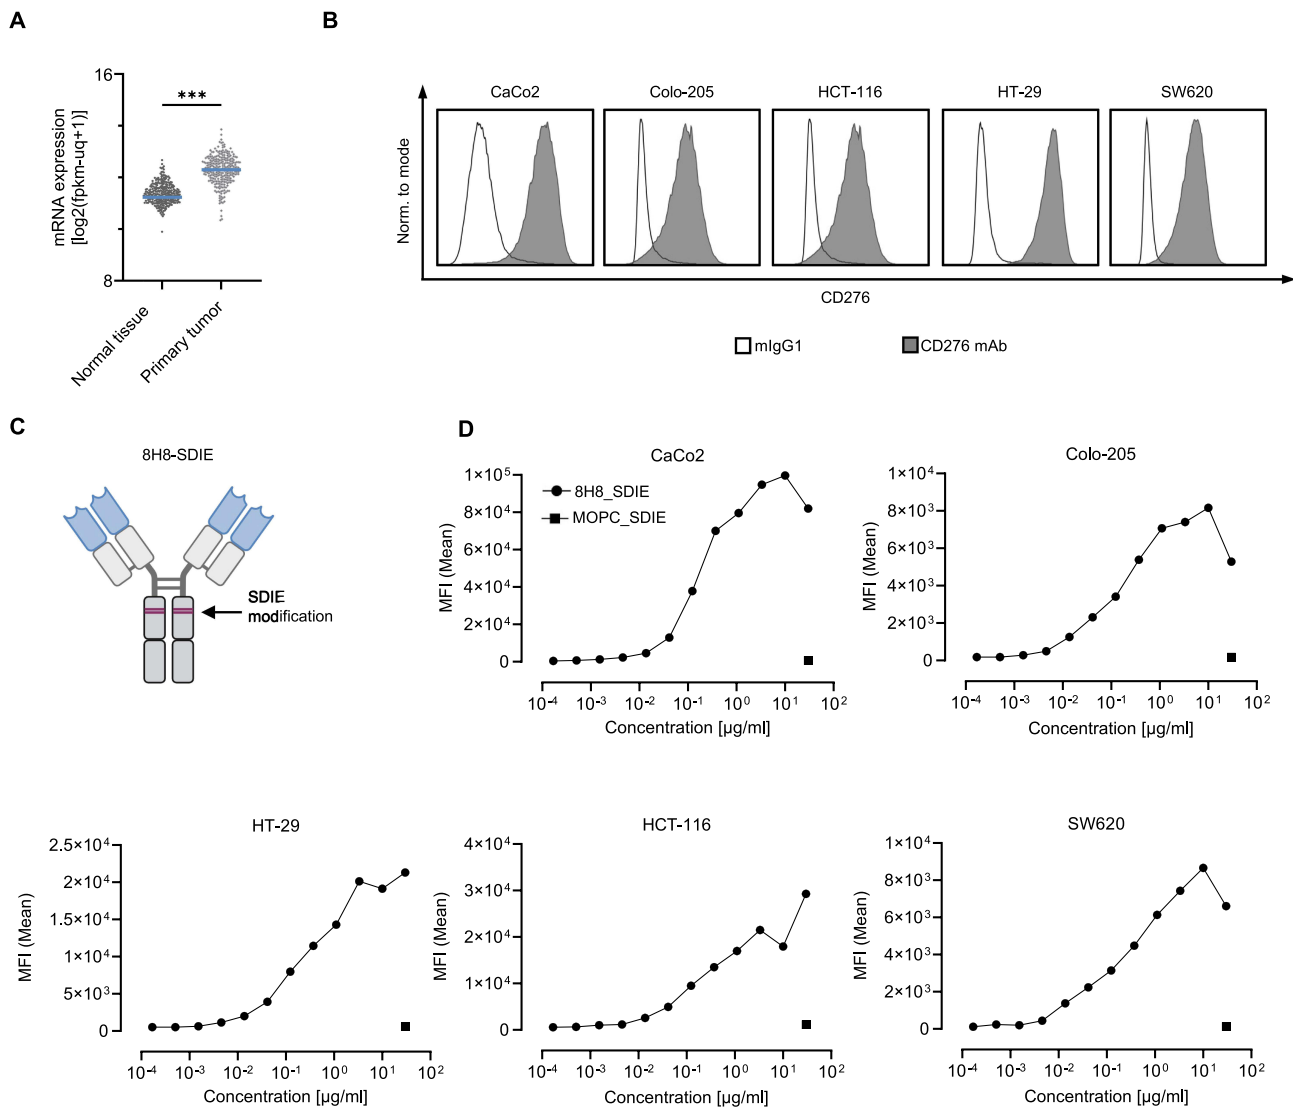 A
16
8
mRNA expression
[log2(fpkm-uq+1)]
***
Normal tissue
Primary tumor
B
CaCo2
Colo-205
HCT-116
HT-29
SW620
Norm. to mode
CD276
mIgG1
CD276 mAb
C
8H8-SDIE
SDIE
modification
D
CaCo2
8H8_SDIE
MOPC_SDIE
MFI (Mean)
1×10⁵
8×10⁴
6×10⁴
4×10⁴
2×10⁴
0
10⁻⁴ 10⁻³ 10⁻² 10⁻¹ 10⁰ 10¹ 10²
Concentration [µg/ml]
Colo-205
MFI (Mean)
1×10⁴
8×10³
6×10³
4×10³
2×10³
0
10⁻⁴ 10⁻³ 10⁻² 10⁻¹ 10⁰ 10¹ 10²
Concentration [µg/ml]
HT-29
MFI (Mean)
2.5×10⁴
2×10⁴
1.5×10⁴
1×10⁴
5×10³
0
10⁻⁴ 10⁻³ 10⁻² 10⁻¹ 10⁰ 10¹ 10²
Concentration [µg/ml]
HCT-116
MFI (Mean)
4×10⁴
3×10⁴
2×10⁴
1×10⁴
0
10⁻⁴ 10⁻³ 10⁻² 10⁻¹ 10⁰ 10¹ 10²
Concentration [µg/ml]
SW620
MFI (Mean)
1×10⁴
8×10³
6×10³
4×10³
2×10³
0
10⁻⁴ 10⁻³ 10⁻² 10⁻¹ 10⁰ 10¹ 10²
Concentration [µg/ml]